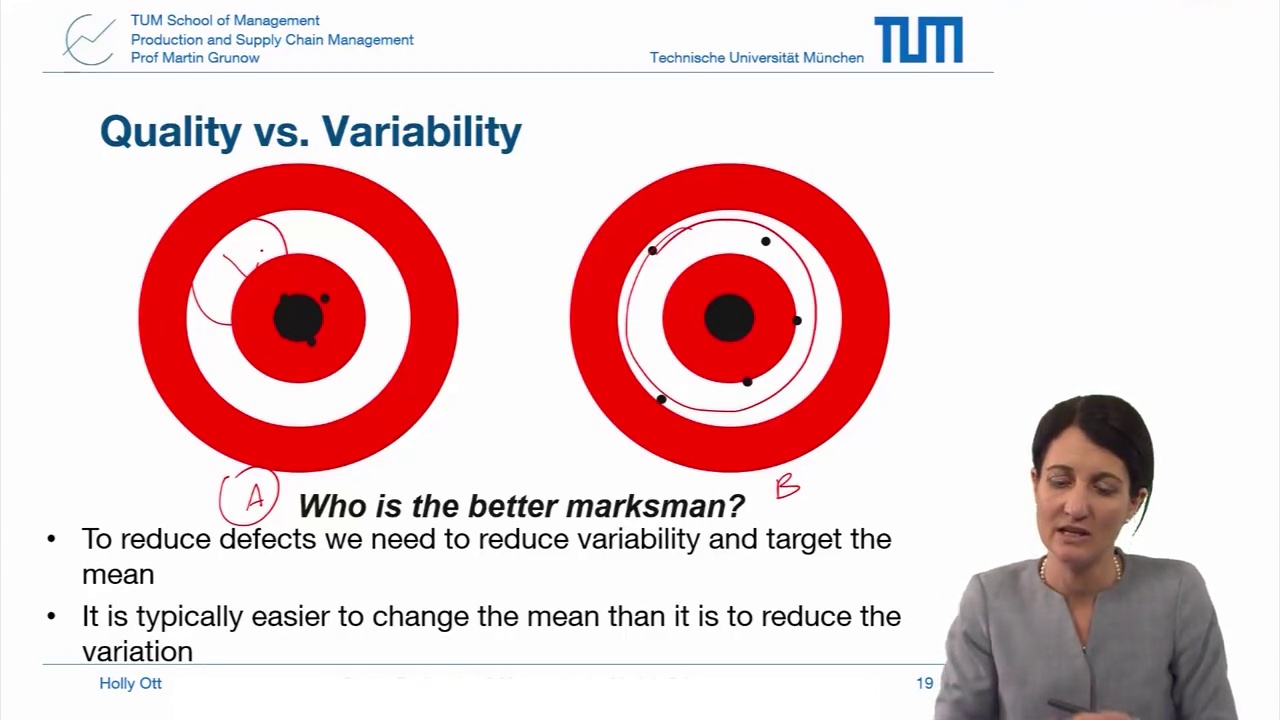 TUM School of Management
Production and Supply Chain Management
Prof Martin Grunow
Technische Universität München
TUM
Quality vs. Variability
A
B
Who is the better marksman?
• To reduce defects we need to reduce variability and target the
mean
• It is typically easier to change the mean than it is to reduce the
variation
Holly Ott
19